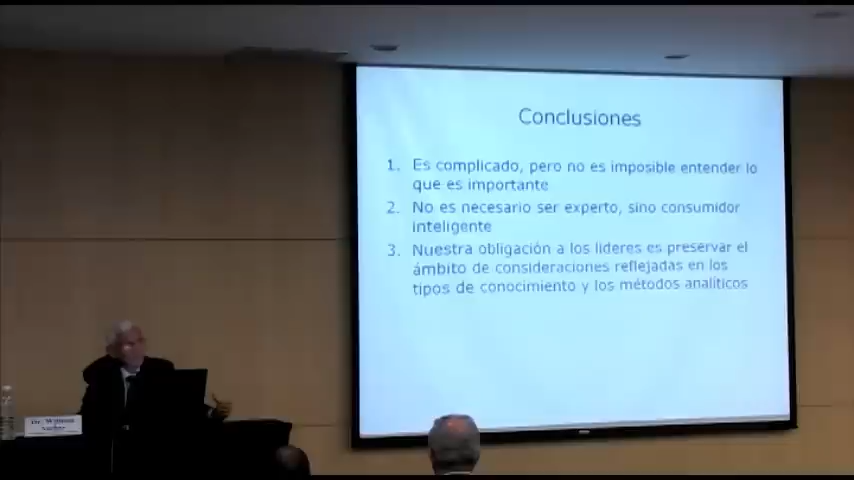 Conclusiones
1. Es complicado, pero no es imposible entender lo
que es importante
2. No es necesario ser experto, sino consumidor
inteligente
3. Nuestra obligación a los lideres es preservar el
ámbito de consideraciones reflejadas en los
tipos de conocimiento y los métodos analíticos
Dr. William